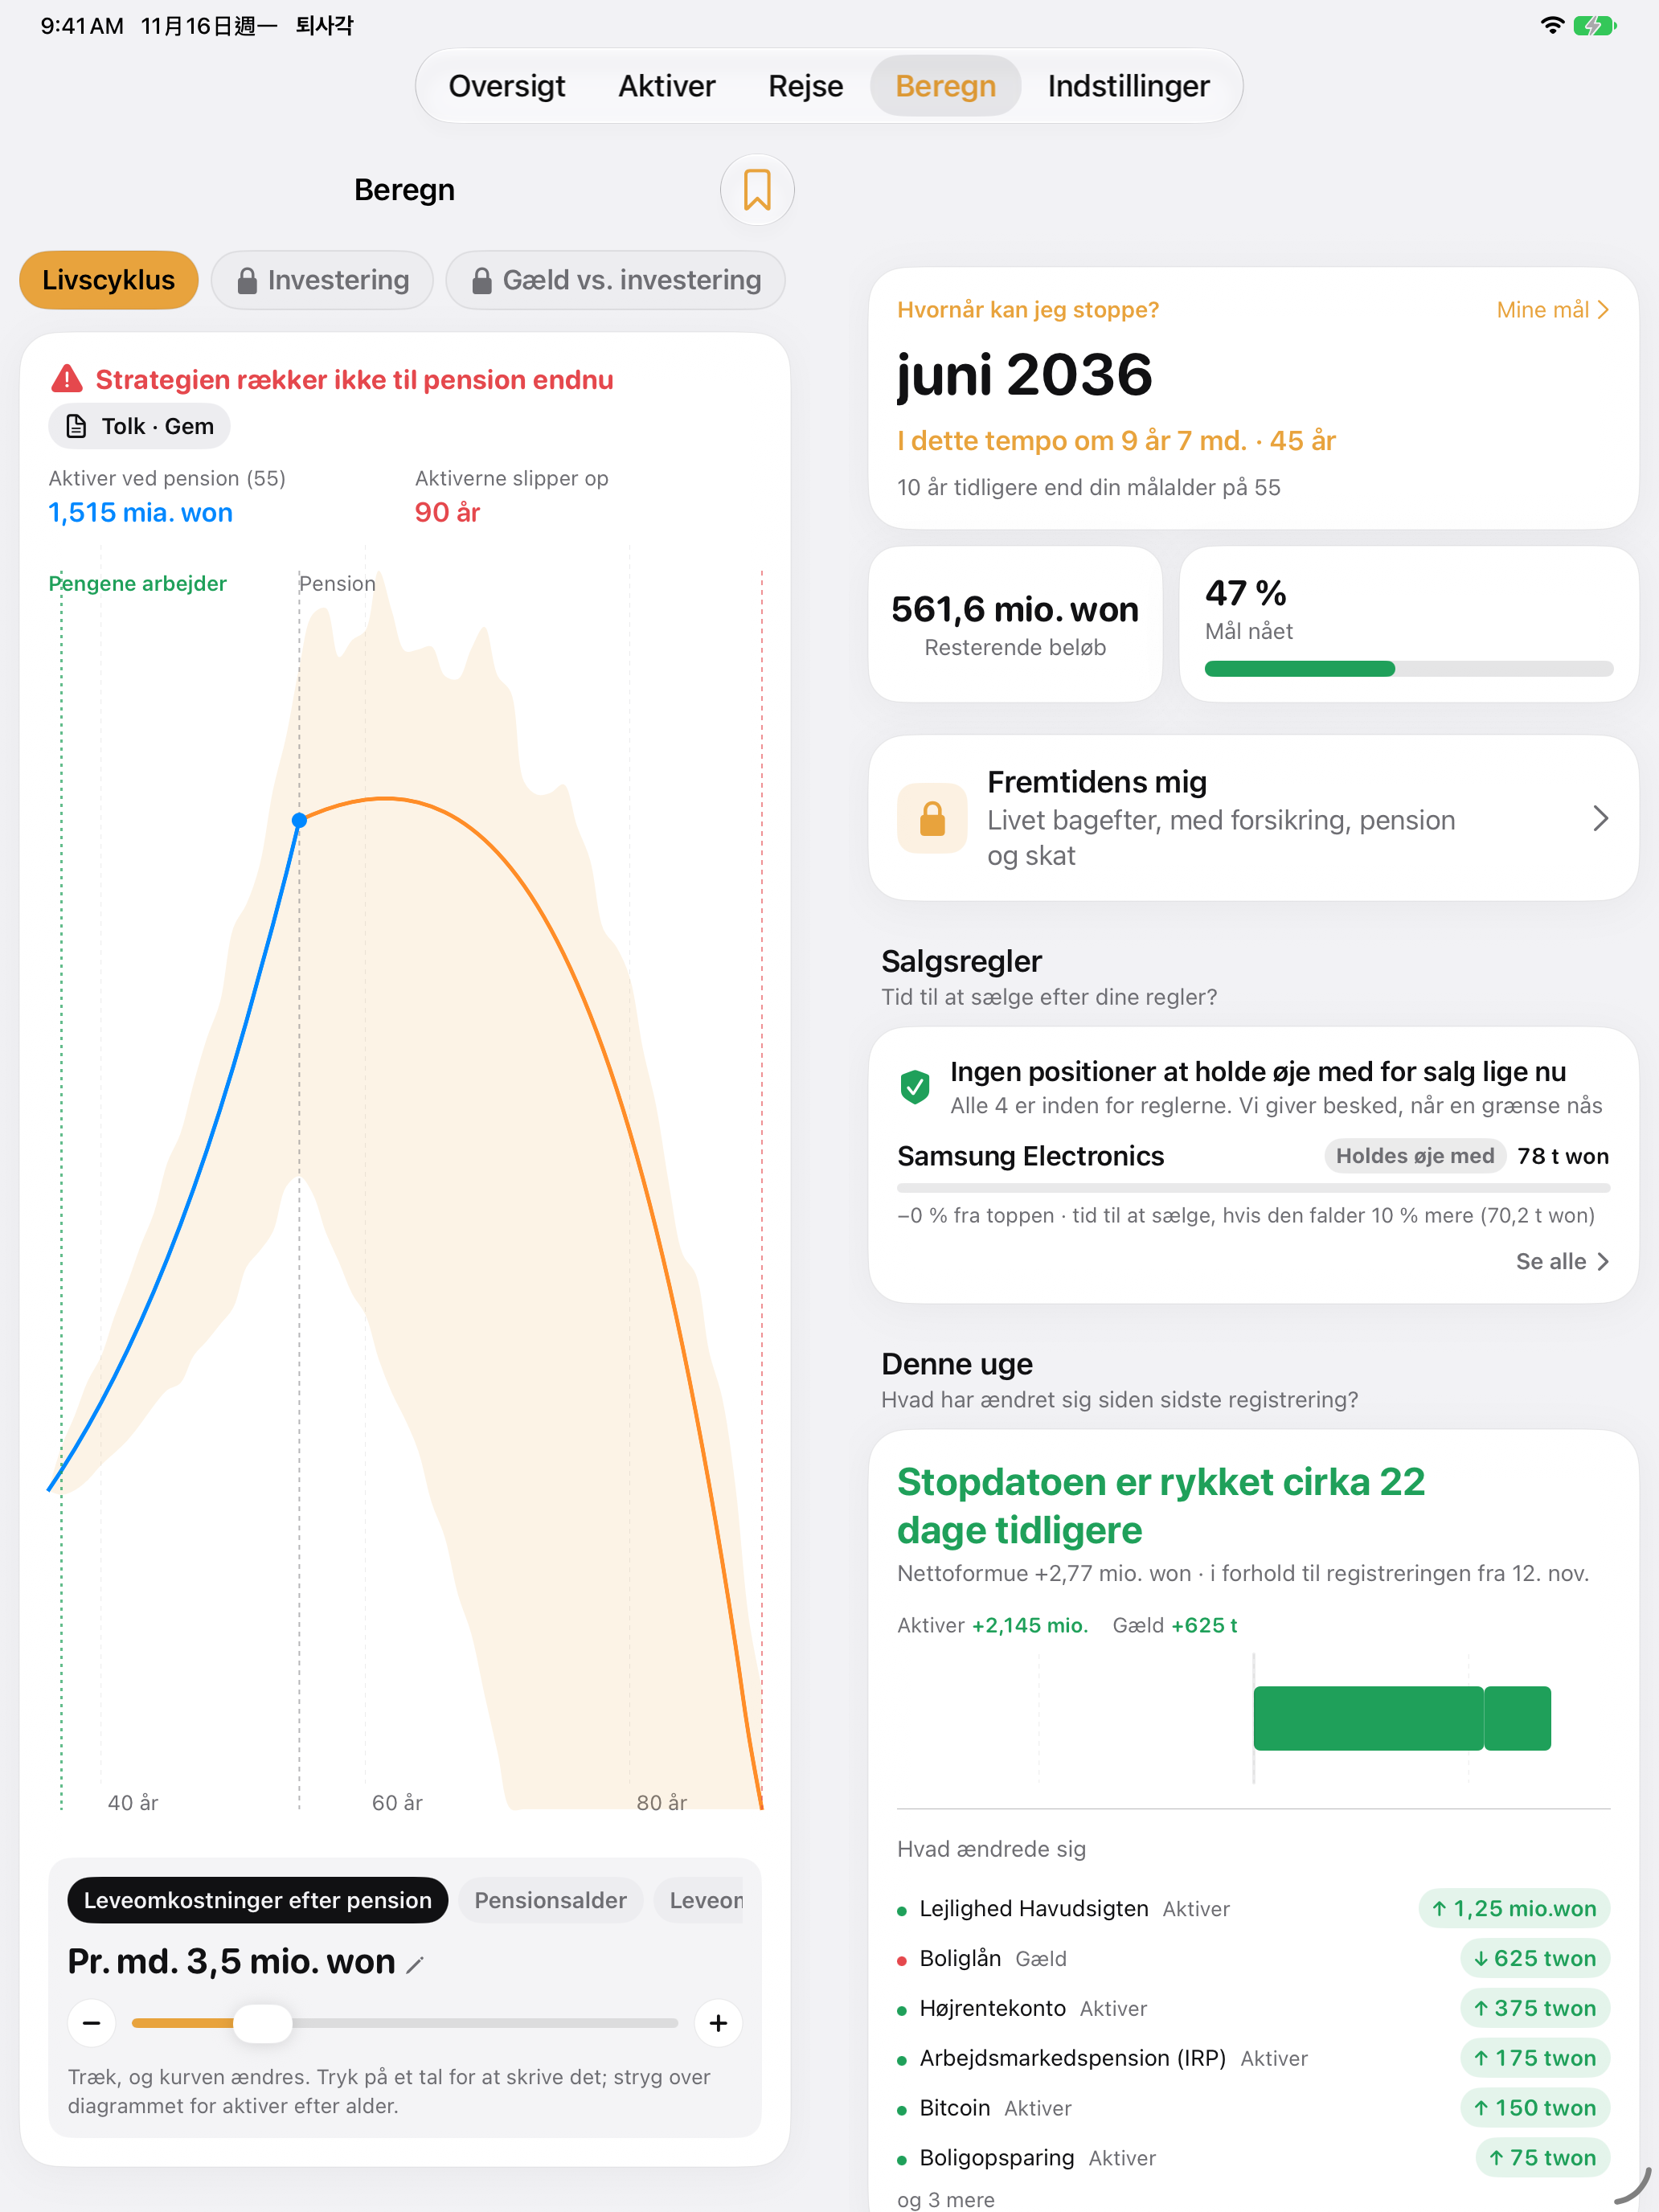 9:41 AM 11月16日週一 퇴사각
Oversigt Aktiver Rejse Beregn Indstillinger
Beregn
Livscyklus Investering Gæld vs. investering
Strategien rækker ikke til pension endnu
Tolk · Gem
Aktiver ved pension (55) Aktiverne slipper op
1,515 mia. won 90 år
Pengene arbejder Pension
40 år 60 år 80 år
Leveomkostninger efter pension Pensionsalder Leveor
Pr. md. 3,5 mio. won
Træk, og kurven ændres. Tryk på et tal for at skrive det; stryg over
diagrammet for aktiver efter alder.
Hvornår kan jeg stoppe? Mine mål
juni 2036
I dette tempo om 9 år 7 md. · 45 år
10 år tidligere end din målalder på 55
561,6 mio. won
Resterende beløb
47 %
Mål nået
Fremtidens mig
Livet bagefter, med forsikring, pension
og skat
Salgsregler
Tid til at sælge efter dine regler?
Ingen positioner at holde øje med for salg lige nu
Alle 4 er inden for reglerne. Vi giver besked, når en grænse nås
Samsung Electronics Holdes øje med 78 t won
−0 % fra toppen · tid til at sælge, hvis den falder 10 % mere (70,2 t won)
Se alle
Denne uge
Hvad har ændret sig siden sidste registrering?
Stopdatoen er rykket cirka 22
dage tidligere
Nettoformue +2,77 mio. won · i forhold til registreringen fra 12. nov.
Aktiver +2,145 mio. Gæld +625 t
Hvad ændrede sig
Lejlighed Havudsigten Aktiver ↑ 1,25 mio.won
Boliglån Gæld ↓ 625 twon
Højrentekonto Aktiver ↑ 375 twon
Arbejdsmarkedspension (IRP) Aktiver ↑ 175 twon
Bitcoin Aktiver ↑ 150 twon
Boligopsparing Aktiver ↑ 75 twon
og 3 mere